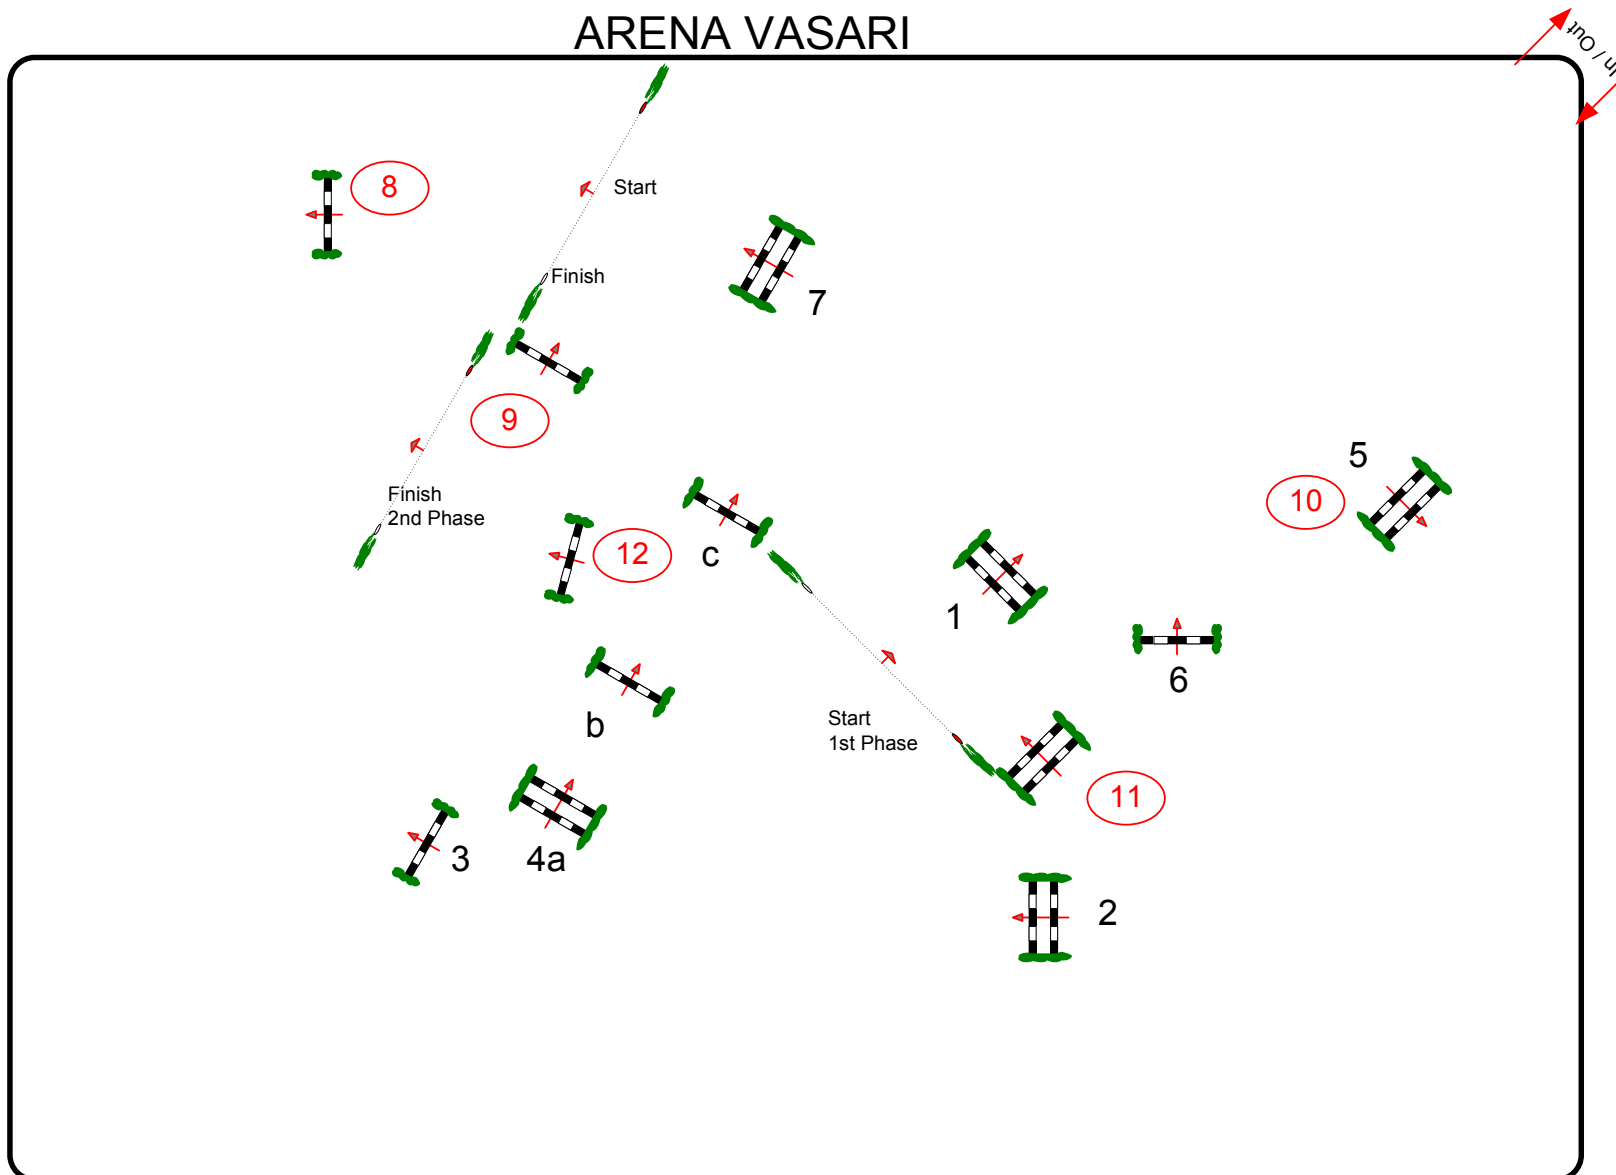 ARENA VASARI
In / Out
8
Start
Finish
7
9
5
10
Finish
2nd Phase
12
c
1
6
b
Start
1st Phase
11
3
4a
2